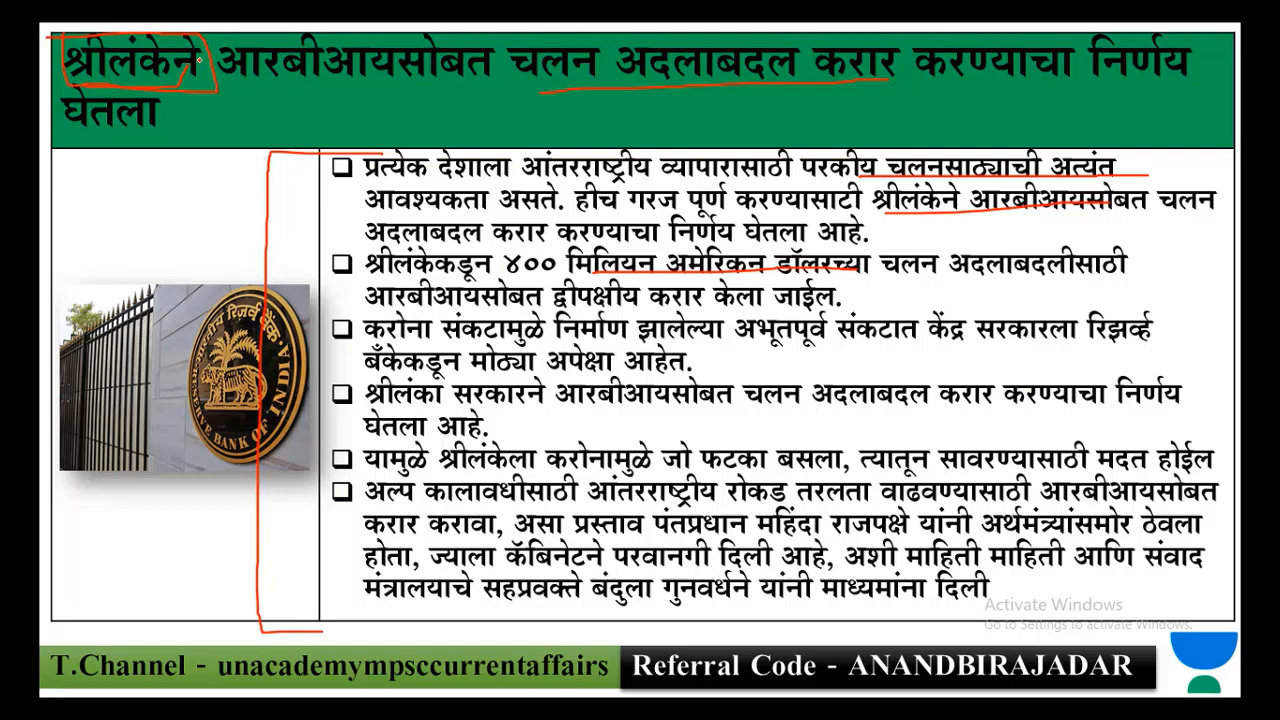 श्रीलंकेने आरबीआयसोबत चलन अदलाबदल करार करण्याचा निर्णय
घेतला
❑ प्रत्येक देशाला आंतरराष्ट्रीय व्यापारासाठी परकीय चलनसाठ्याची अत्यंत
आवश्यकता असते. हीच गरज पूर्ण करण्यासाटी श्रीलंकेने आरबीआयसोबत चलन
अदलाबदल करार करण्याचा निर्णय घेतला आहे.
❑ श्रीलंकेकडून ४०० मिलियन अमेरिकन डॉलरच्या चलन अदलाबदलीसाठी
आरबीआयसोबत द्वीपक्षीय करार केला जाईल.
❑ करोना संकटामुळे निर्माण झालेल्या अभूतपूर्व संकटात केंद्र सरकारला रिझर्व्ह
बँकेकडून मोठ्या अपेक्षा आहेत.
❑ श्रीलंका सरकारने आरबीआयसोबत चलन अदलाबदल करार करण्याचा निर्णय
घेतला आहे.
❑ यामुळे श्रीलंकेला करोनामुळे जो फटका बसला, त्यातून सावरण्यासाठी मदत होईल
❑ अल्प कालावधीसाठी आंतरराष्ट्रीय रोकड तरलता वाढवण्यासाठी आरबीआयसोबत
करार करावा, असा प्रस्ताव पंतप्रधान महिंदा राजपक्षे यांनी अर्थमंत्र्यांसमोर ठेवला
होता, ज्याला कॅबिनेटने परवानगी दिली आहे, अशी माहिती माहिती आणि संवाद
मंत्रालयाचे सहप्रवक्ते बंदुला गुनवर्धने यांनी माध्यमांना दिली
भारतीय रिज़र्व बैंक
RESERVE BANK OF INDIA
Activate Windows
Go to Settings to activate Windows.
T.Channel - unacademympsccurrentaffairs
Referral Code - ANANDBIRAJADAR